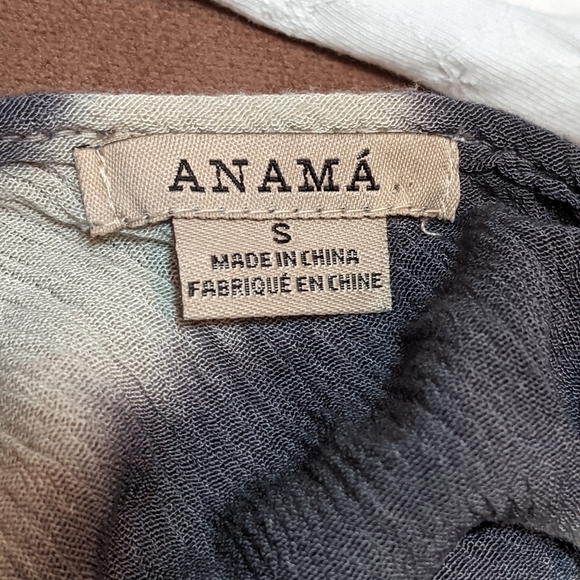 ANAMÁ
S
MADE IN CHINA
FABRIQUÉ EN CHINE